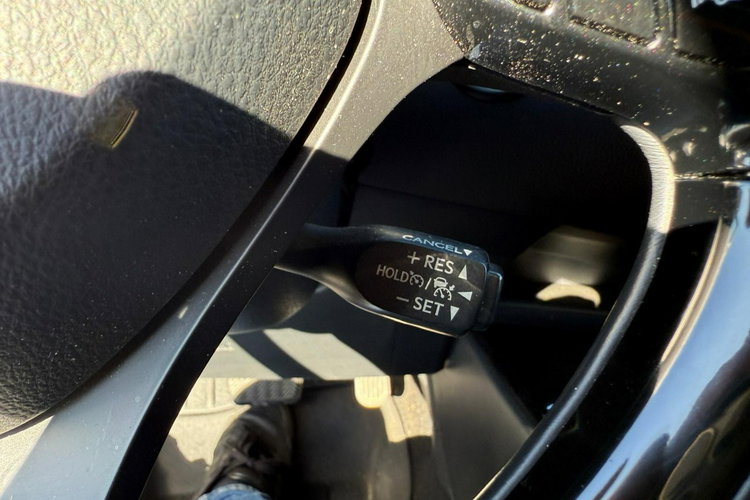 CANCEL▼
+ RES ▲
HOLD / ◀
− SET ▼